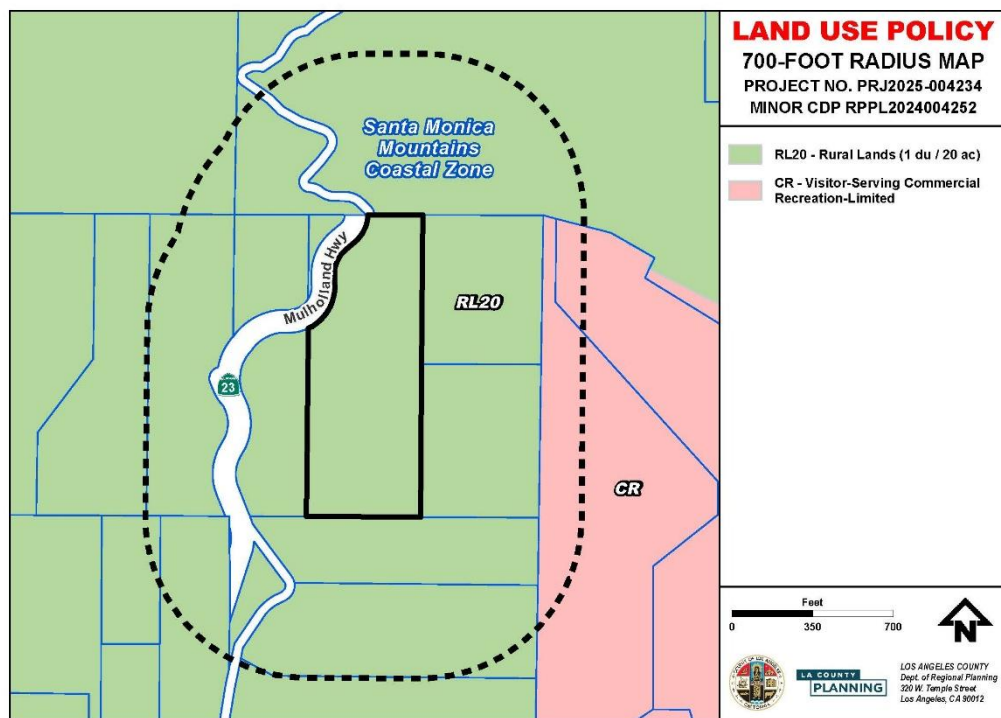 LAND USE POLICY
700-FOOT RADIUS MAP
PROJECT NO. PRJ2025-004234
MINOR CDP RPPL2024004252
RL20 - Rural Lands (1 du / 20 ac)
CR - Visitor-Serving Commercial
Recreation-Limited
Santa Monica
Mountains
Coastal Zone
Mulholland Hwy
RL20
23
CR
Feet
0 350 700
N
LA COUNTY
PLANNING
LOS ANGELES COUNTY
Dept. of Regional Planning
320 W. Temple Street
Los Angeles, CA 90012